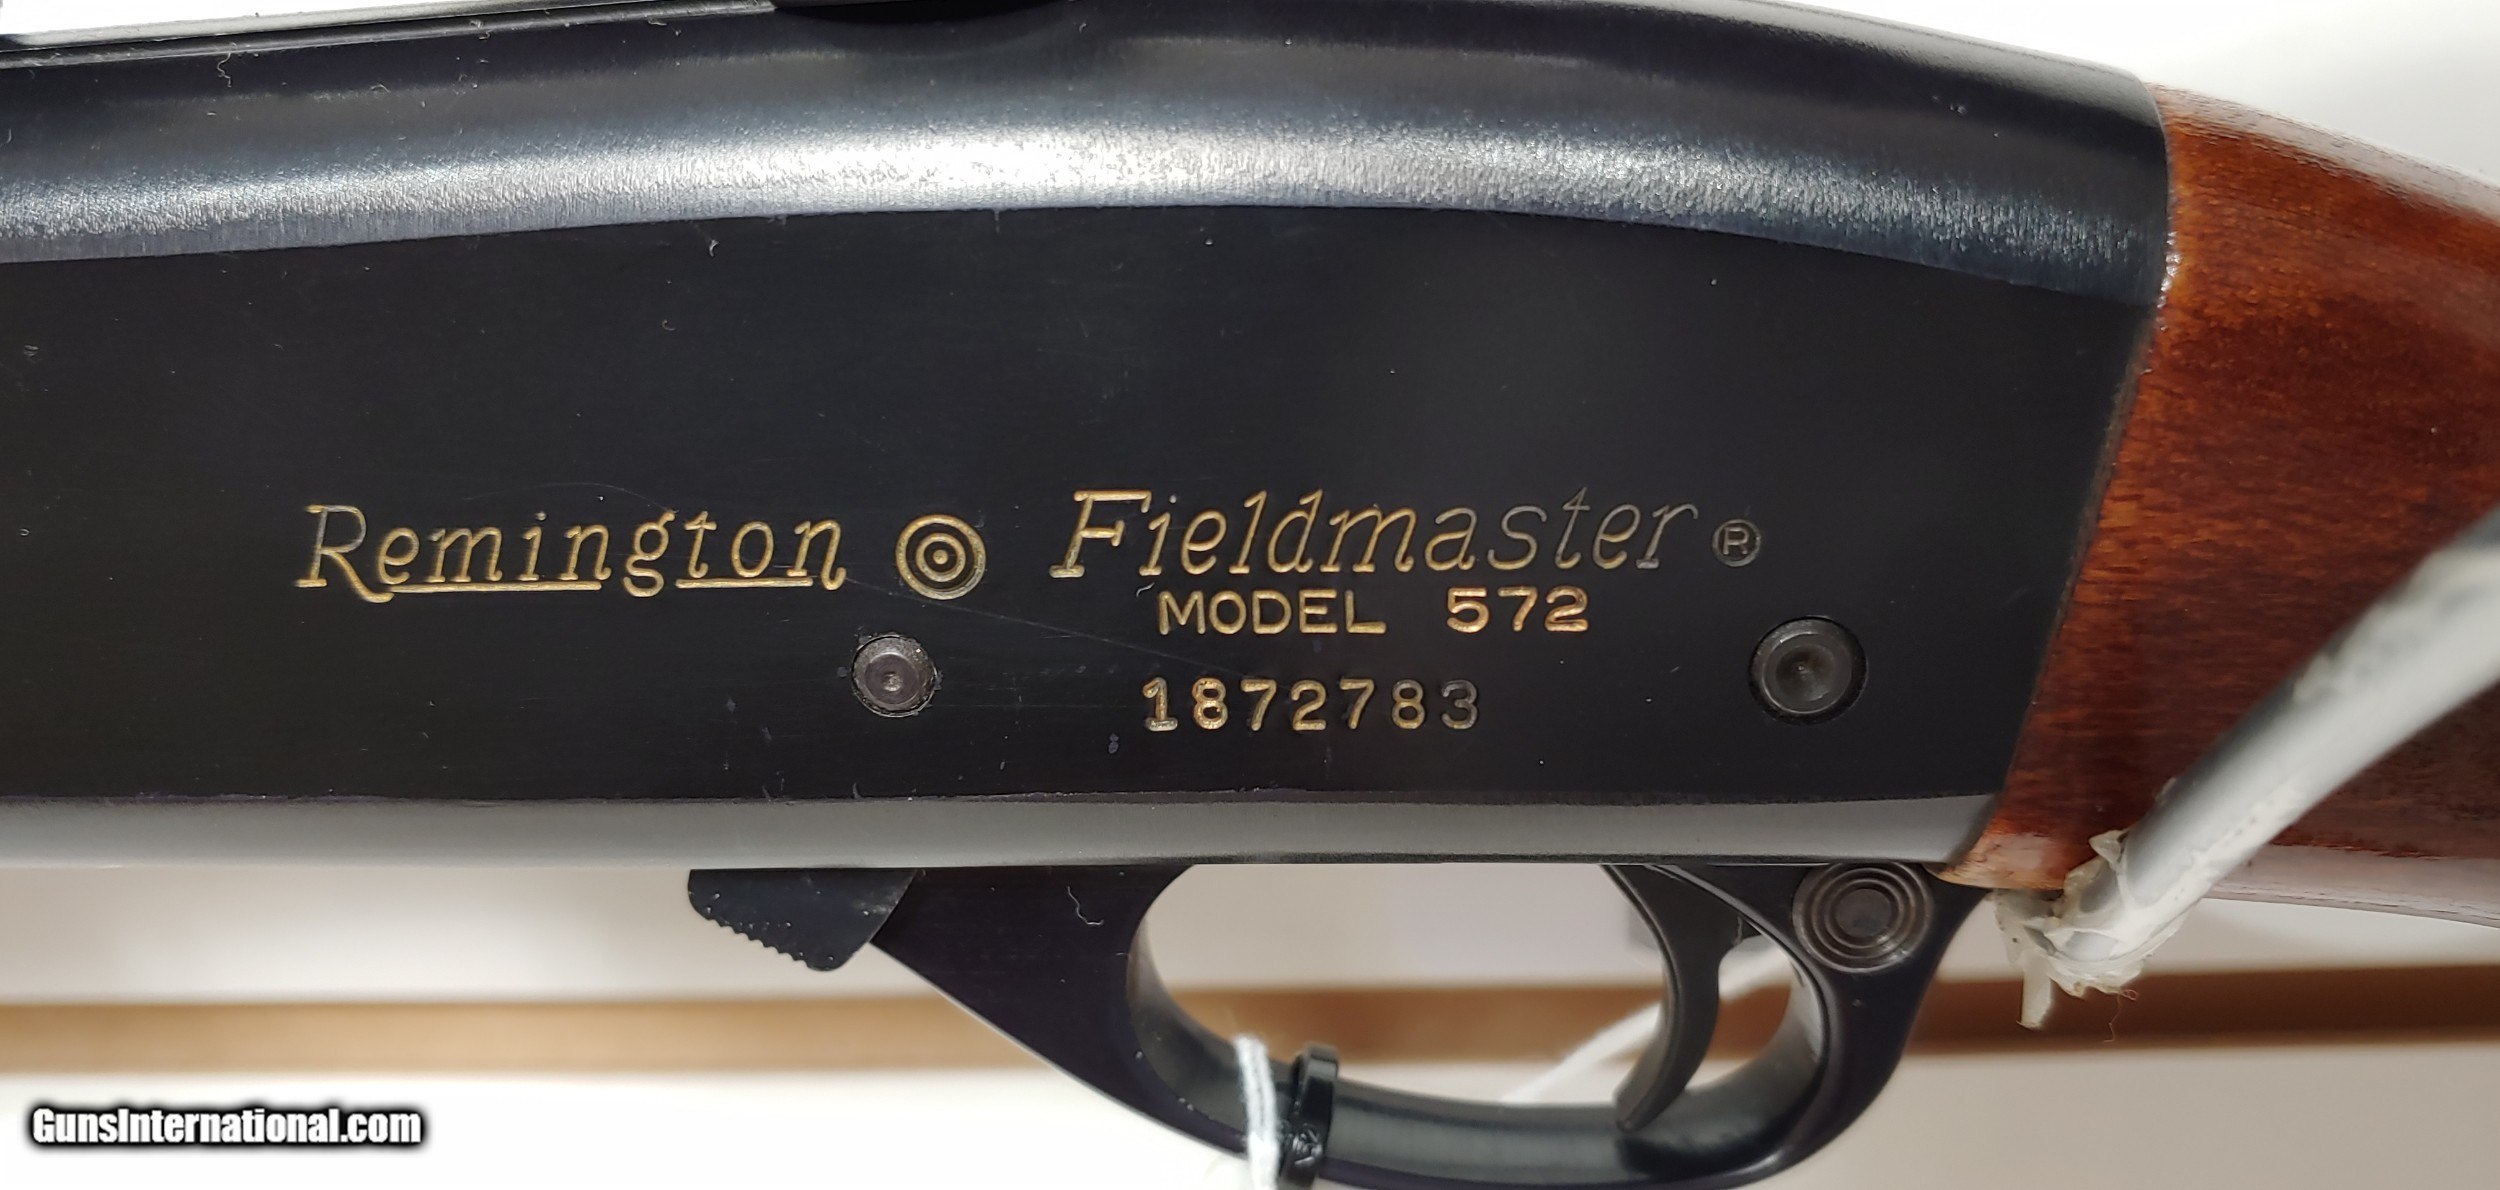 Remington Fieldmaster ®
MODEL 572
1872783
GunsInternational.com